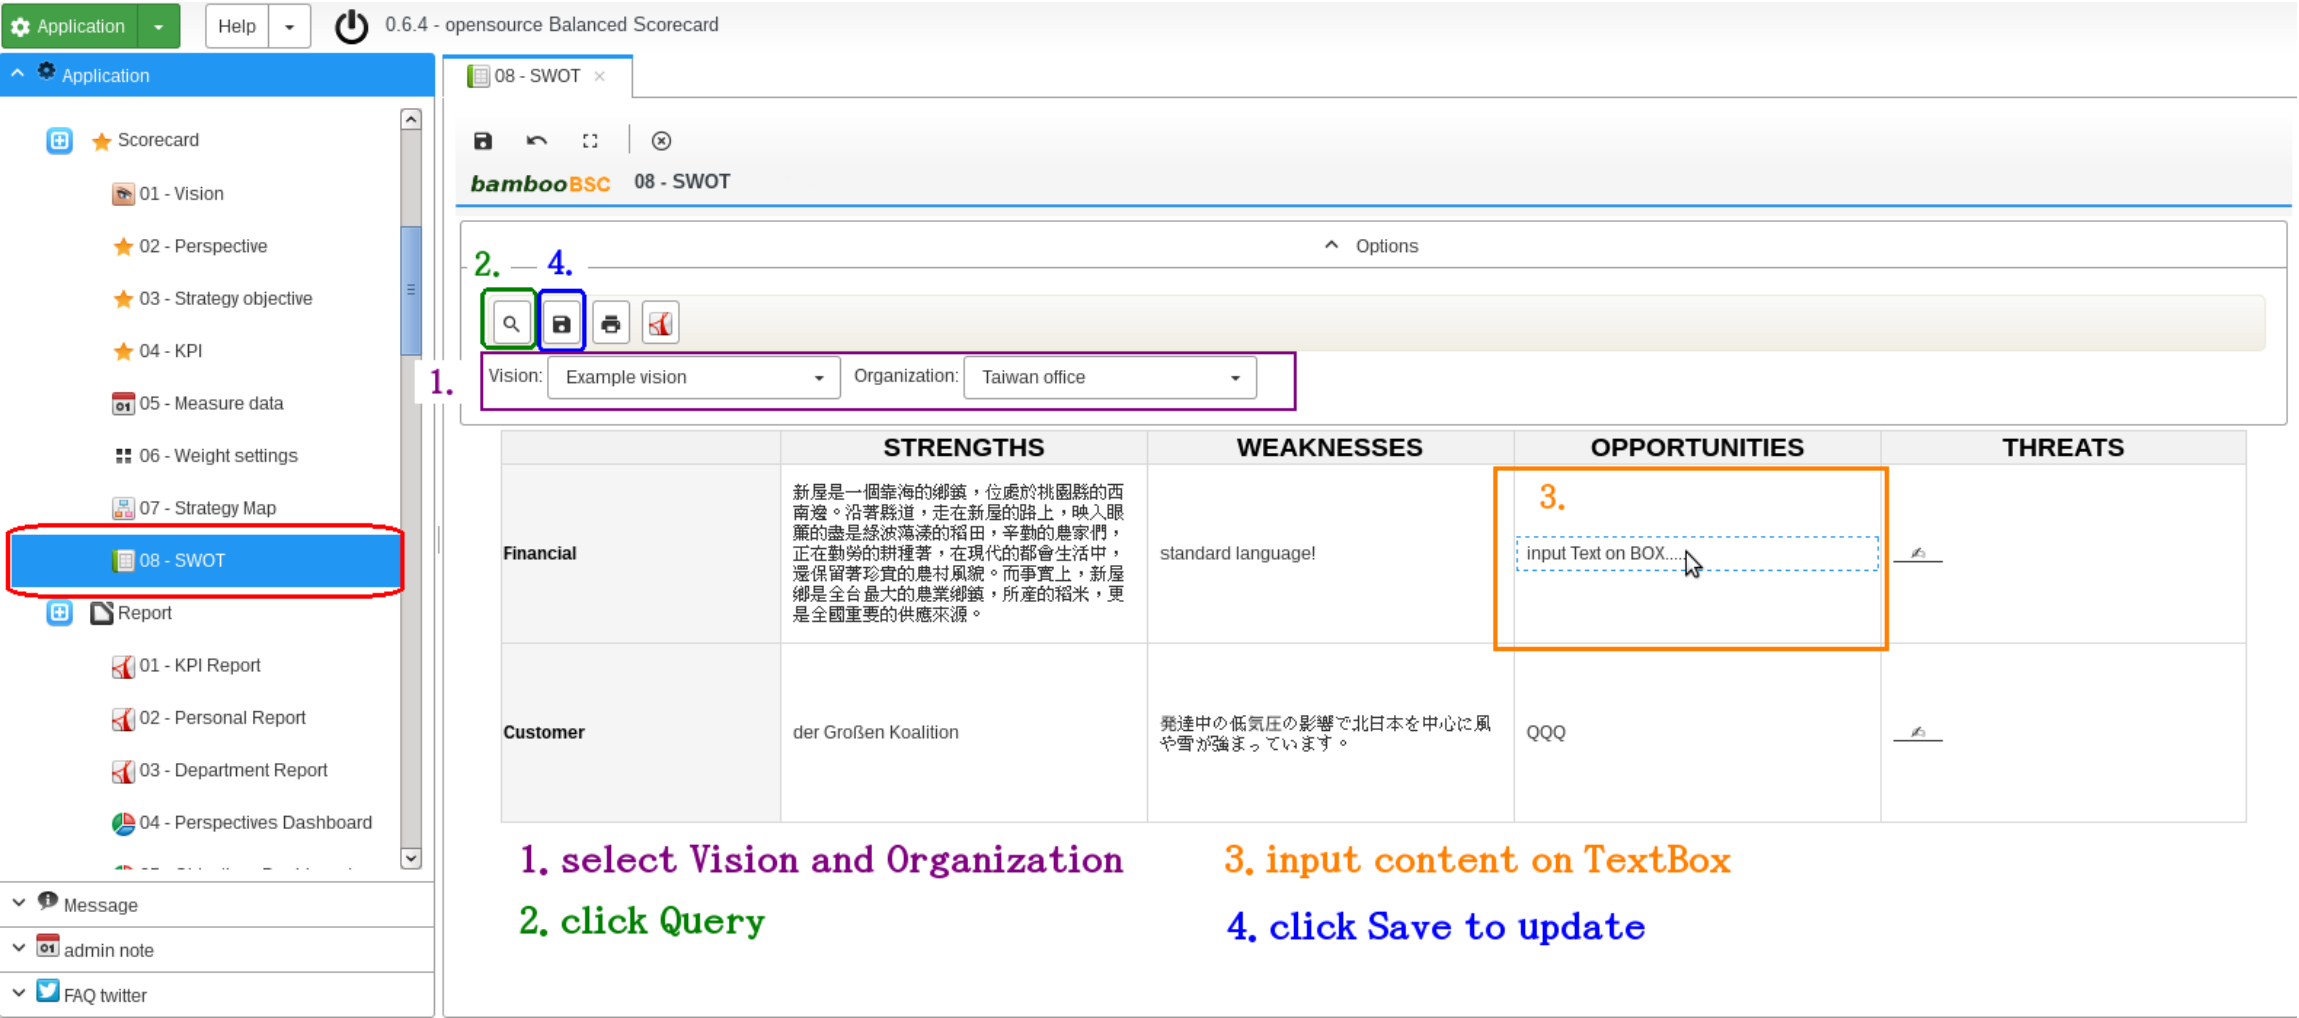 Application
Help
0.6.4 - opensource Balanced Scorecard
Application
Scorecard
01 - Vision
02 - Perspective
03 - Strategy objective
04 - KPI
05 - Measure data
06 - Weight settings
07 - Strategy Map
08 - SWOT
Report
01 - KPI Report
02 - Personal Report
03 - Department Report
04 - Perspectives Dashboard
Message
admin note
FAQ twitter
08 - SWOT
bambooBSC 08 - SWOT
Options
2. 4.
1. Vision: Example vision Organization: Taiwan office
STRENGTHS WEAKNESSES OPPORTUNITIES THREATS
Financial
新屋是一個靠海的鄉鎮，位處於桃園縣的西
南邊。沿著縣道，走在新屋的路上，映入眼
簾的盡是綠波蕩漾的稻田，辛勤的農家們，
正在勤勞的耕種著，在現代的都會生活中，
還保留著珍貴的農村風貌。而事實上，新屋
鄉是全台最大的農業鄉鎮，所產的稻米，更
是全國重要的供應來源。
standard language!
3.
input Text on BOX.....
Customer
der Großen Koalition
発達中の低気圧の影響で北日本を中心に風
や雪が強まっています。
QQQ
1. select Vision and Organization
2. click Query
3. input content on TextBox
4. click Save to update